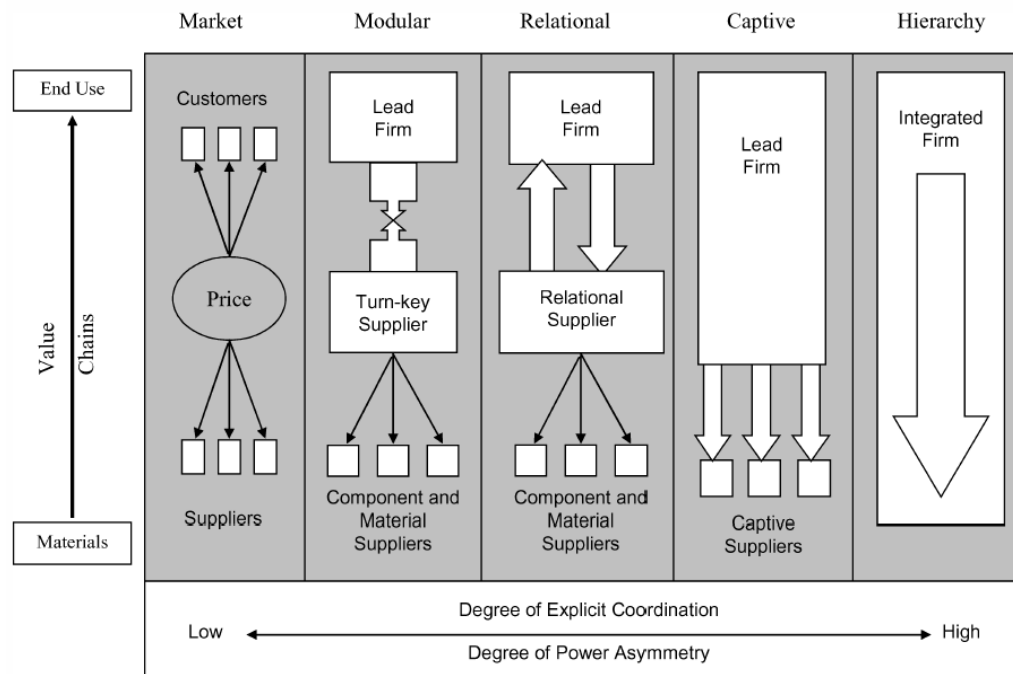 Market
Modular
Relational
Captive
Hierarchy
End Use
Value
Chains
Materials
Customers
Price
Suppliers
Lead
Firm
Turn-key
Supplier
Component and
Material
Suppliers
Lead
Firm
Relational
Supplier
Component and
Material
Suppliers
Lead
Firm
Captive
Suppliers
Integrated
Firm
Degree of Explicit Coordination
Low
High
Degree of Power Asymmetry